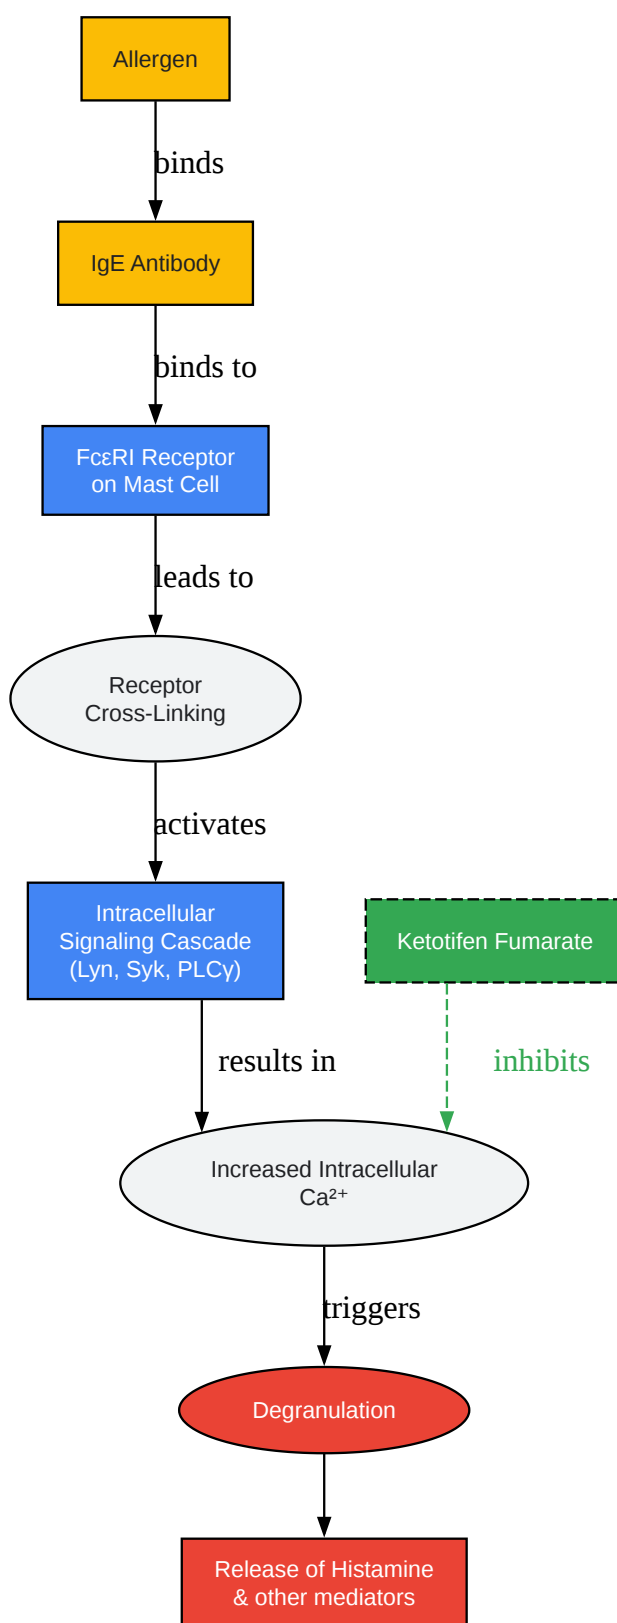 Allergen
binds
IgE Antibody
binds to
FcεRI Receptor
on Mast Cell
leads to
Receptor
Cross-Linking
activates
Intracellular
Signaling Cascade
(Lyn, Syk, PLCγ)
Ketotifen Fumarate
results in
inhibits
Increased Intracellular
Ca²⁺
triggers
Degranulation
Release of Histamine
& other mediators